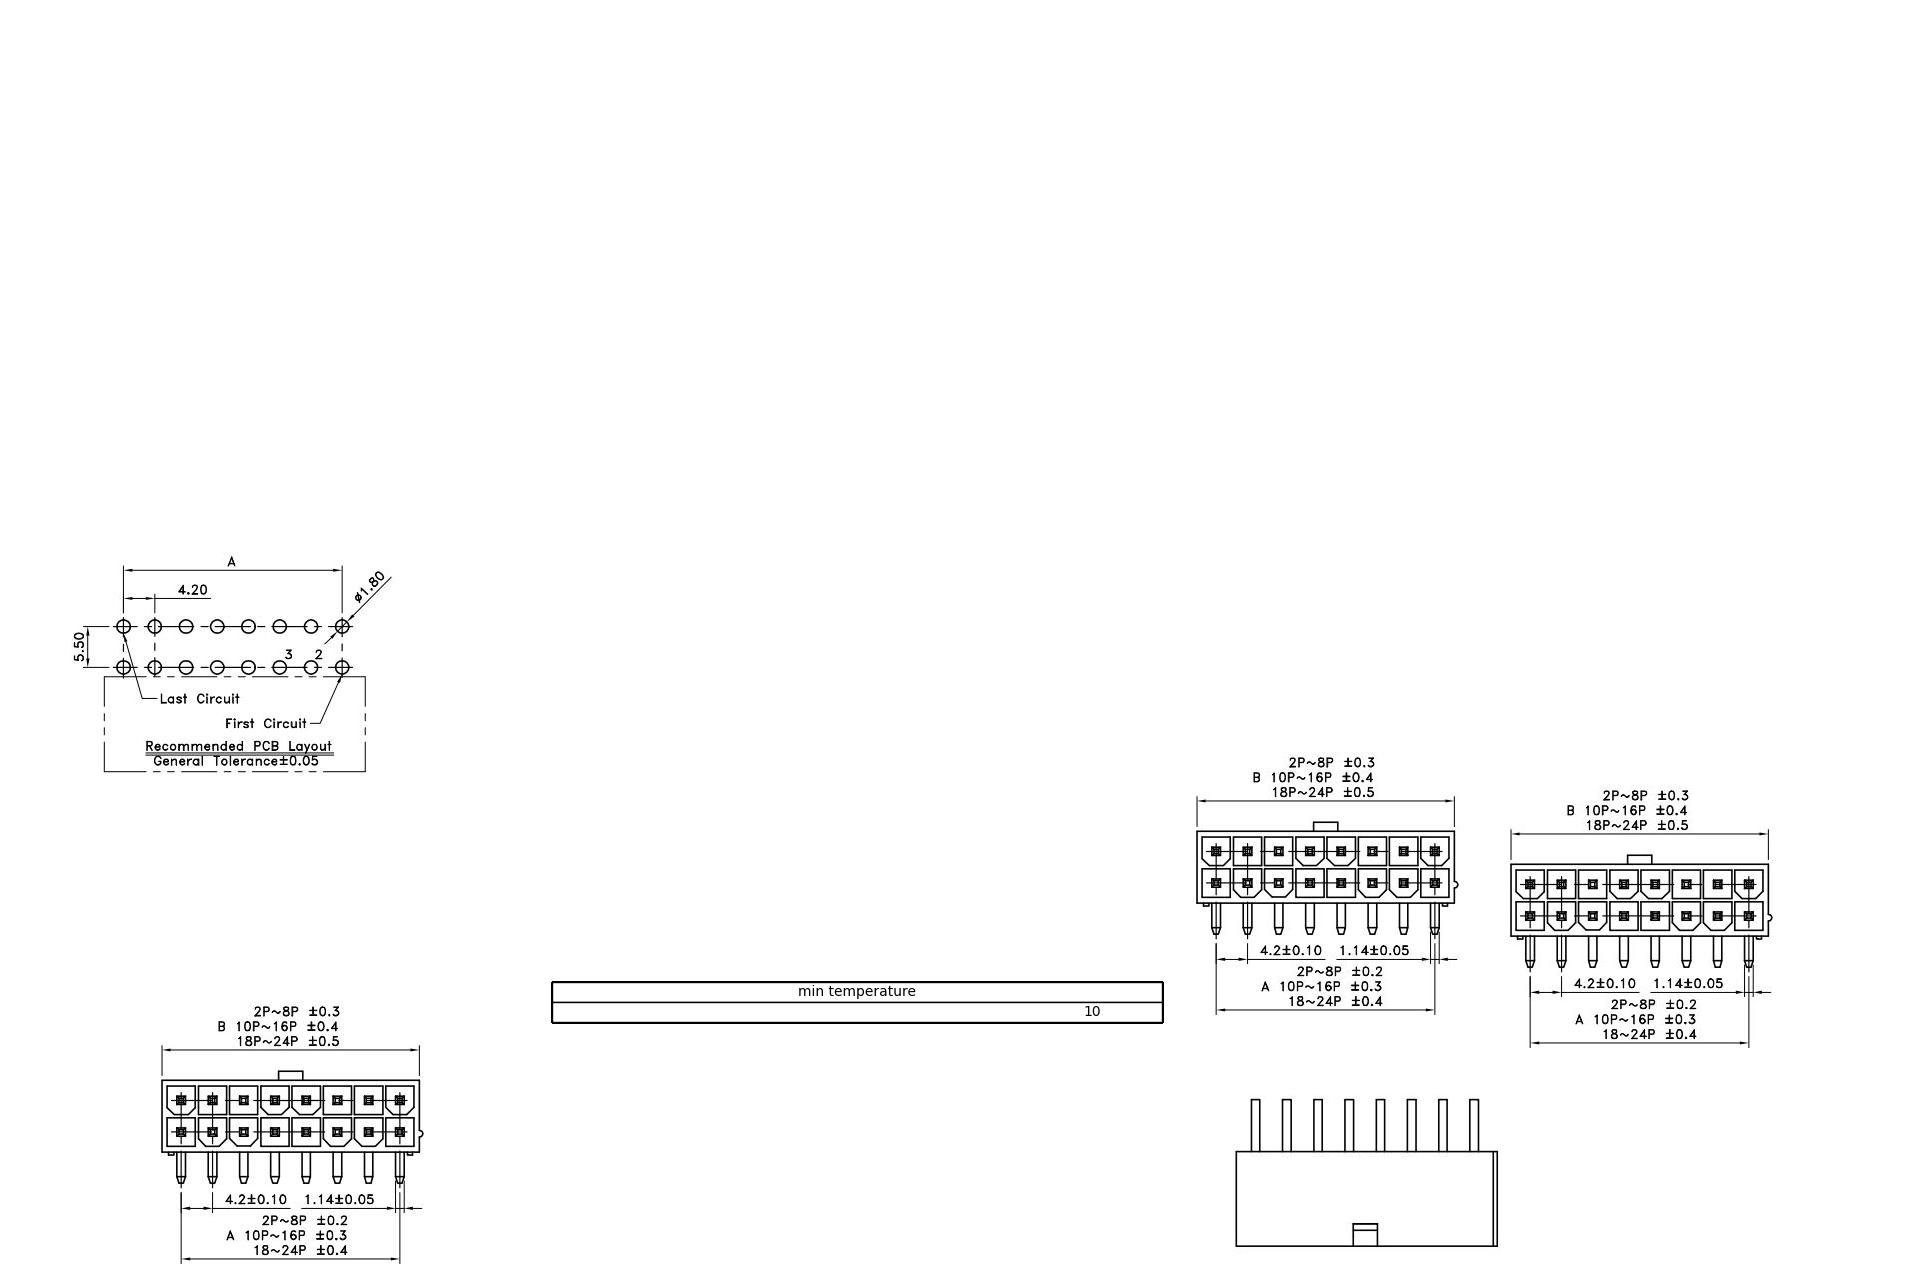 A
4.20
ø1.80
5.50
3 2
Last Circuit
First Circuit
Recommended PCB Layout
General Tolerance±0.05
2P~8P ±0.3
B 10P~16P ±0.4
18P~24P ±0.5
4.2±0.10 1.14±0.05
2P~8P ±0.2
A 10P~16P ±0.3
18~24P ±0.4
2P~8P ±0.3
B 10P~16P ±0.4
18P~24P ±0.5
4.2±0.10 1.14±0.05
2P~8P ±0.2
A 10P~16P ±0.3
18~24P ±0.4
min temperature
10
2P~8P ±0.3
B 10P~16P ±0.4
18P~24P ±0.5
4.2±0.10 1.14±0.05
2P~8P ±0.2
A 10P~16P ±0.3
18~24P ±0.4